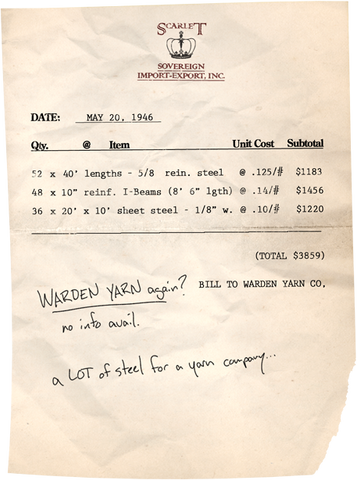 SCARLET
SOVEREIGN
IMPORT-EXPORT, INC.
DATE: MAY 20, 1946
Qty. @ Item Unit Cost Subtotal
52 x 40' lengths - 5/8 rein. steel @ .125/# $1183
48 x 10" reinf. I-Beams (8' 6" lgth) @ .14/# $1456
36 x 20' x 10' sheet steel - 1/8" w. @ .10/# $1220
(TOTAL $3859)
WARDEN YARN again? BILL TO WARDEN YARN CO.
no info avail.
a LOT of steel for a yarn company...